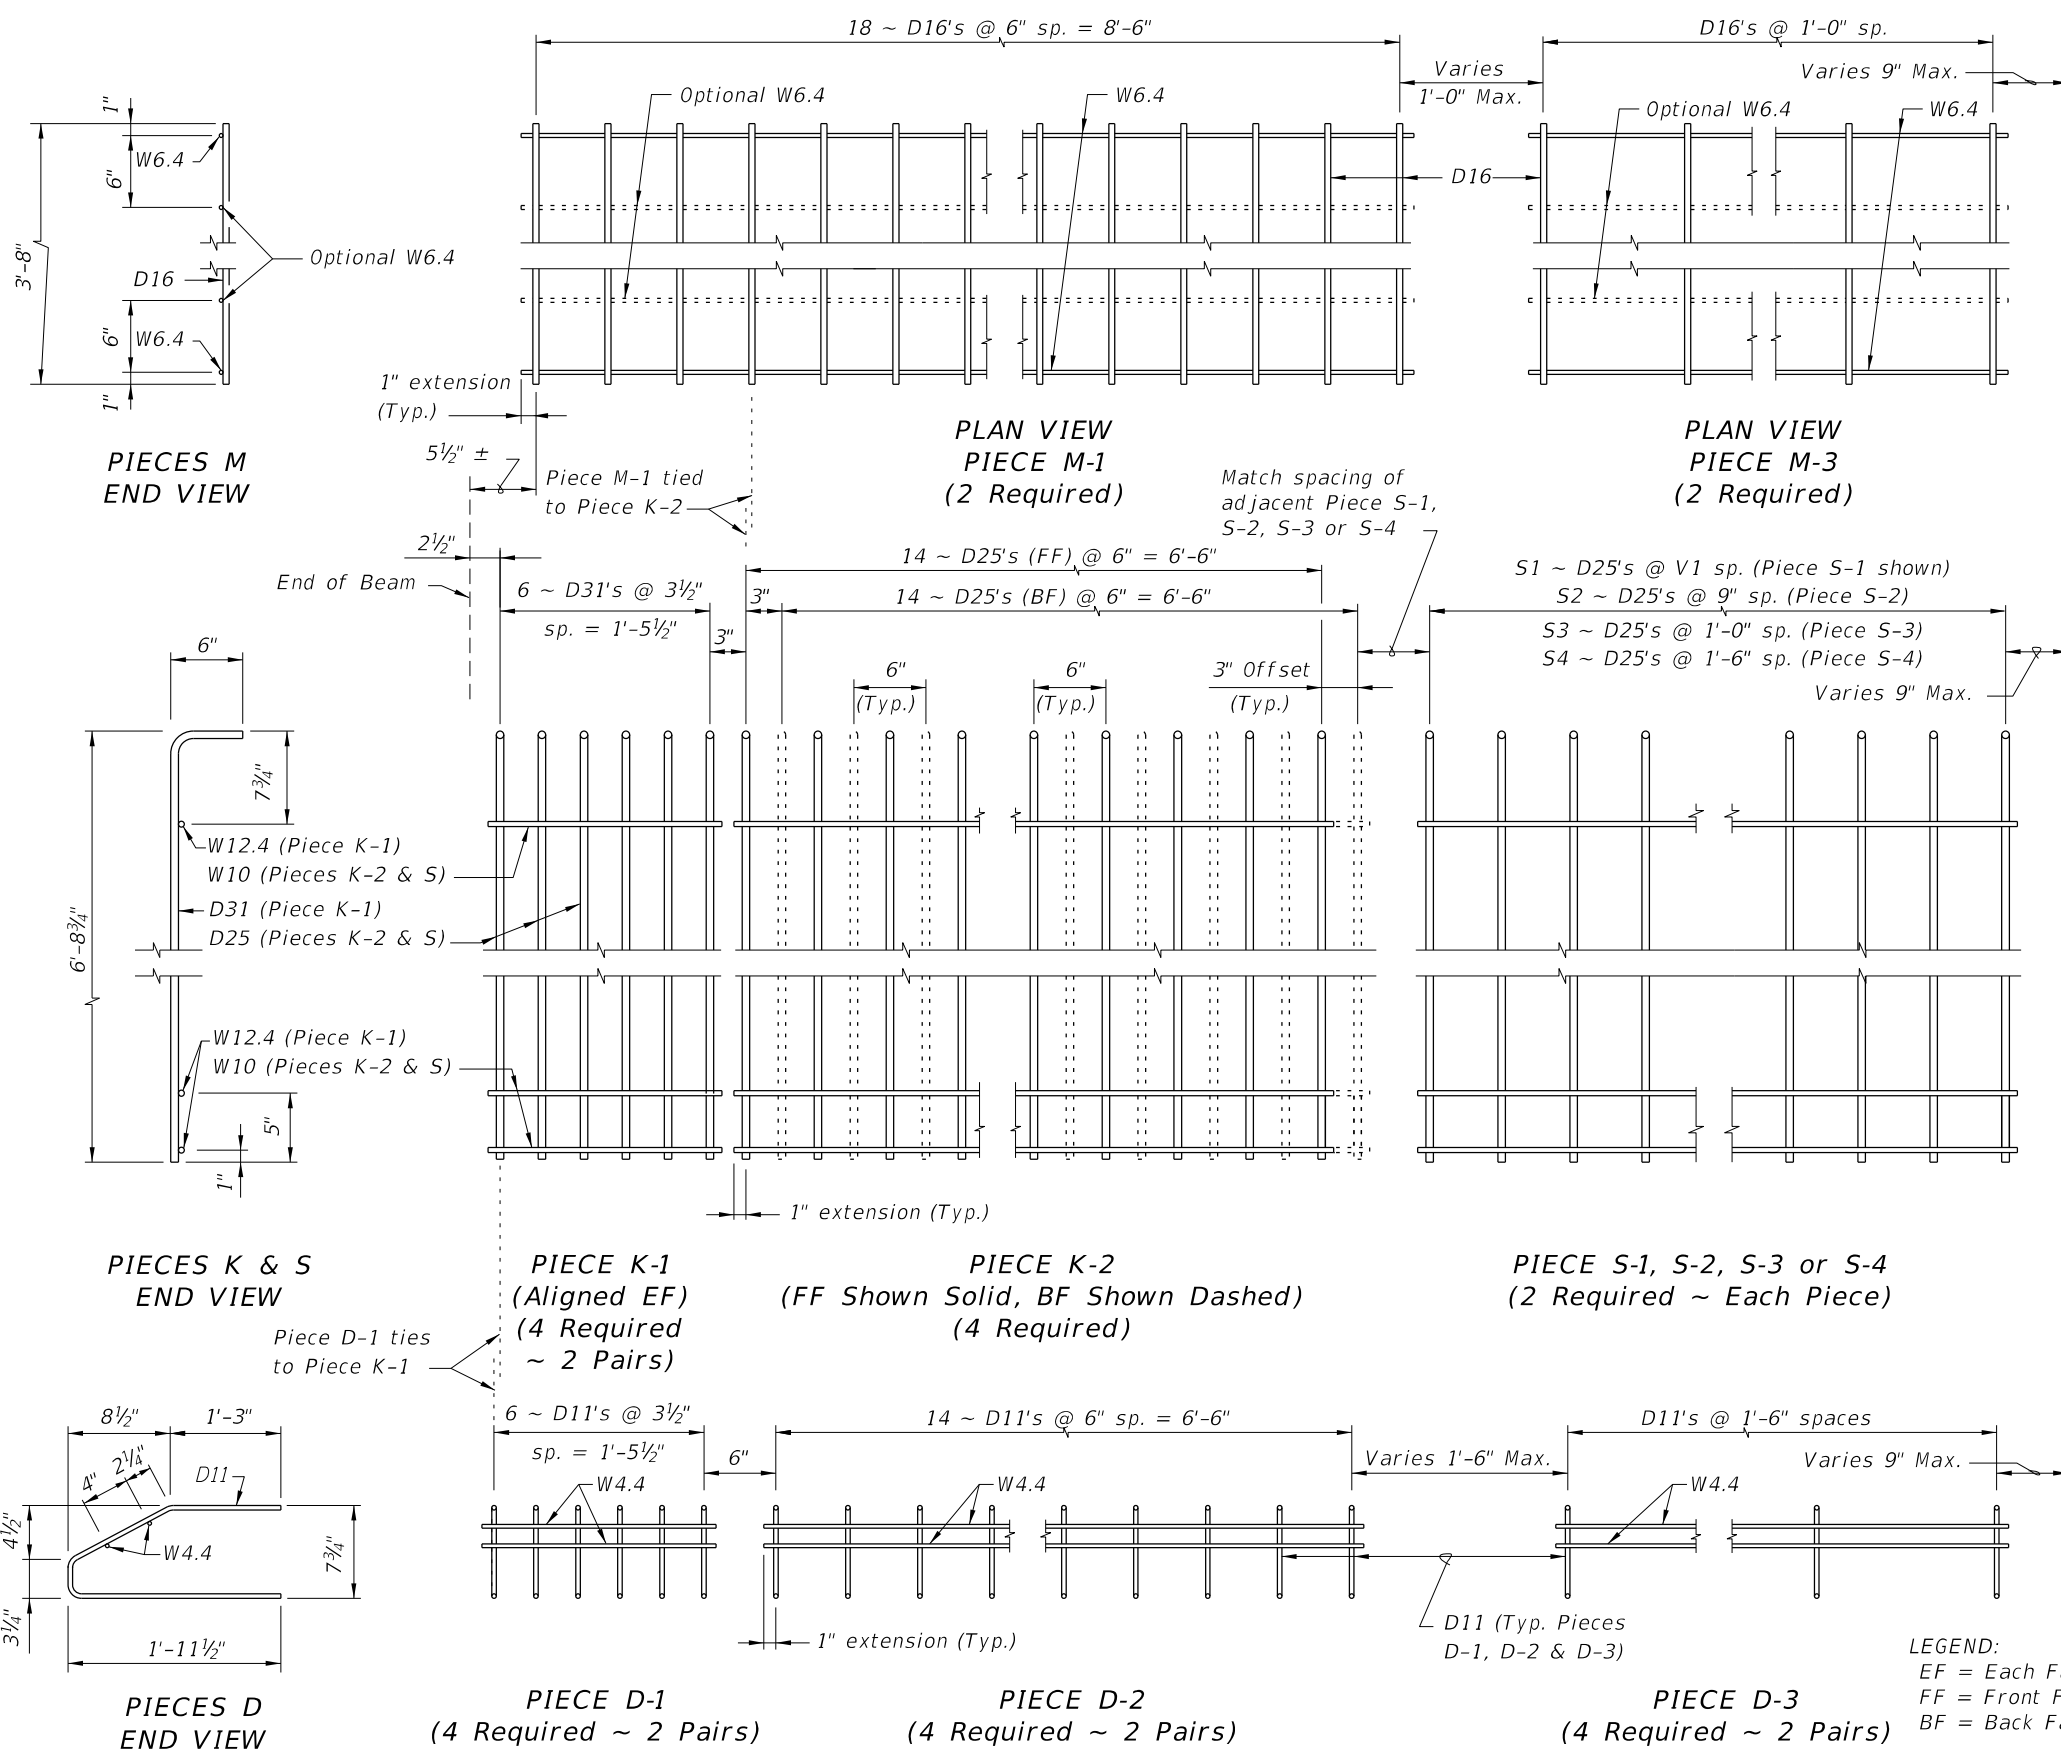 18 ~ D16's @ 6" sp. = 8'-6"
D16's @ 1'-0" sp.
Varies
1'-0" Max.
Varies 9" Max.
1"
6"
W6.4
3'-8"
Optional W6.4
D16
6"
W6.4
1"
Optional W6.4
W6.4
D16
Optional W6.4
W6.4
1" extension
(Typ.)
PIECES M
END VIEW
5½" ±
Piece M-1 tied
to Piece K-2
PLAN VIEW
PIECE M-1
(2 Required)
PLAN VIEW
PIECE M-3
(2 Required)
Match spacing of
adjacent Piece S-1,
S-2, S-3 or S-4
2½"
End of Beam
6 ~ D31's @ 3½"
sp. = 1'-5½"
3"
14 ~ D25's (FF) @ 6" = 6'-6"
3"
14 ~ D25's (BF) @ 6" = 6'-6"
6"
(Typ.)
6"
(Typ.)
3" Offset
(Typ.)
S1 ~ D25's @ V1 sp. (Piece S-1 shown)
S2 ~ D25's @ 9" sp. (Piece S-2)
S3 ~ D25's @ 1'-0" sp. (Piece S-3)
S4 ~ D25's @ 1'-6" sp. (Piece S-4)
Varies 9" Max.
6"
7¾"
W12.4 (Piece K-1)
W10 (Pieces K-2 & S)
D31 (Piece K-1)
D25 (Pieces K-2 & S)
6'-8¾"
W12.4 (Piece K-1)
W10 (Pieces K-2 & S)
5"
1"
1" extension (Typ.)
PIECES K & S
END VIEW
PIECE K-1
(Aligned EF)
(4 Required
~ 2 Pairs)
PIECE K-2
(FF Shown Solid, BF Shown Dashed)
(4 Required)
PIECE S-1, S-2, S-3 or S-4
(2 Required ~ Each Piece)
Piece D-1 ties
to Piece K-1
8½"
1'-3"
4"
2¼"
D11
4½"
W4.4
7¾"
3¼"
1'-11½"
6 ~ D11's @ 3½"
sp. = 1'-5½"
6"
W4.4
14 ~ D11's @ 6" sp. = 6'-6"
W4.4
Varies 1'-6" Max.
D11's @ 1'-6" spaces
Varies 9" Max.
W4.4
1" extension (Typ.)
D11 (Typ. Pieces
D-1, D-2 & D-3)
PIECES D
END VIEW
PIECE D-1
(4 Required ~ 2 Pairs)
PIECE D-2
(4 Required ~ 2 Pairs)
PIECE D-3
(4 Required ~ 2 Pairs)
LEGEND:
EF = Each
FF = Front
BF = Back